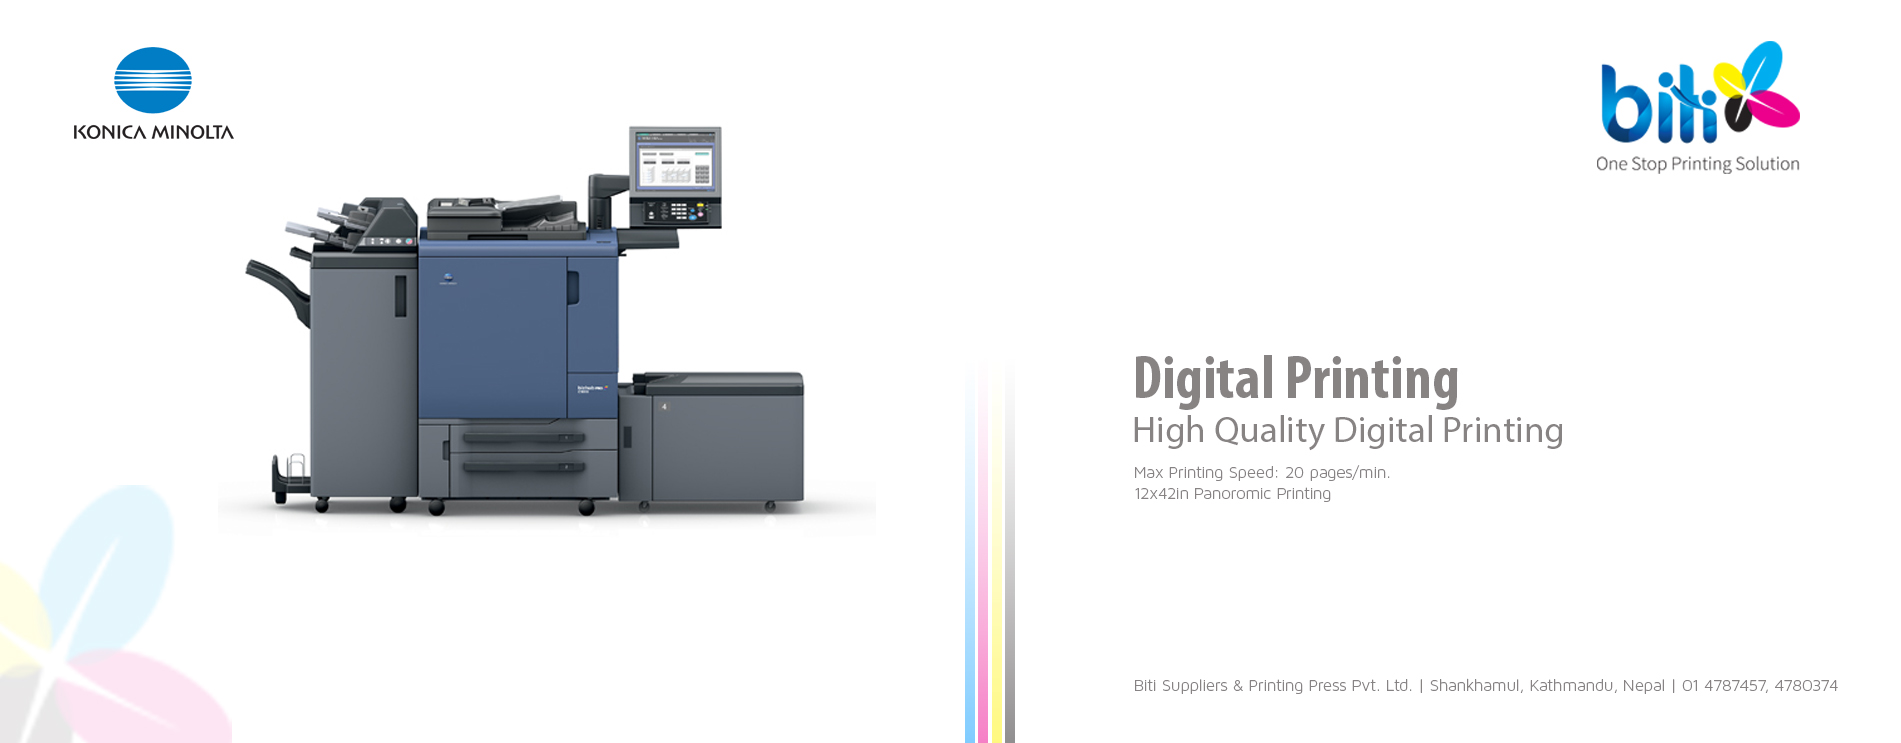 KONICA MINOLTA
biti
One Stop Printing Solution
4
Digital Printing
High Quality Digital Printing
Max Printing Speed: 20 pages/min.
12x42in Panoromic Printing
Biti Suppliers & Printing Press Pvt. Ltd. | Shankhamul, Kathmandu, Nepal | 01 4787457, 4780374